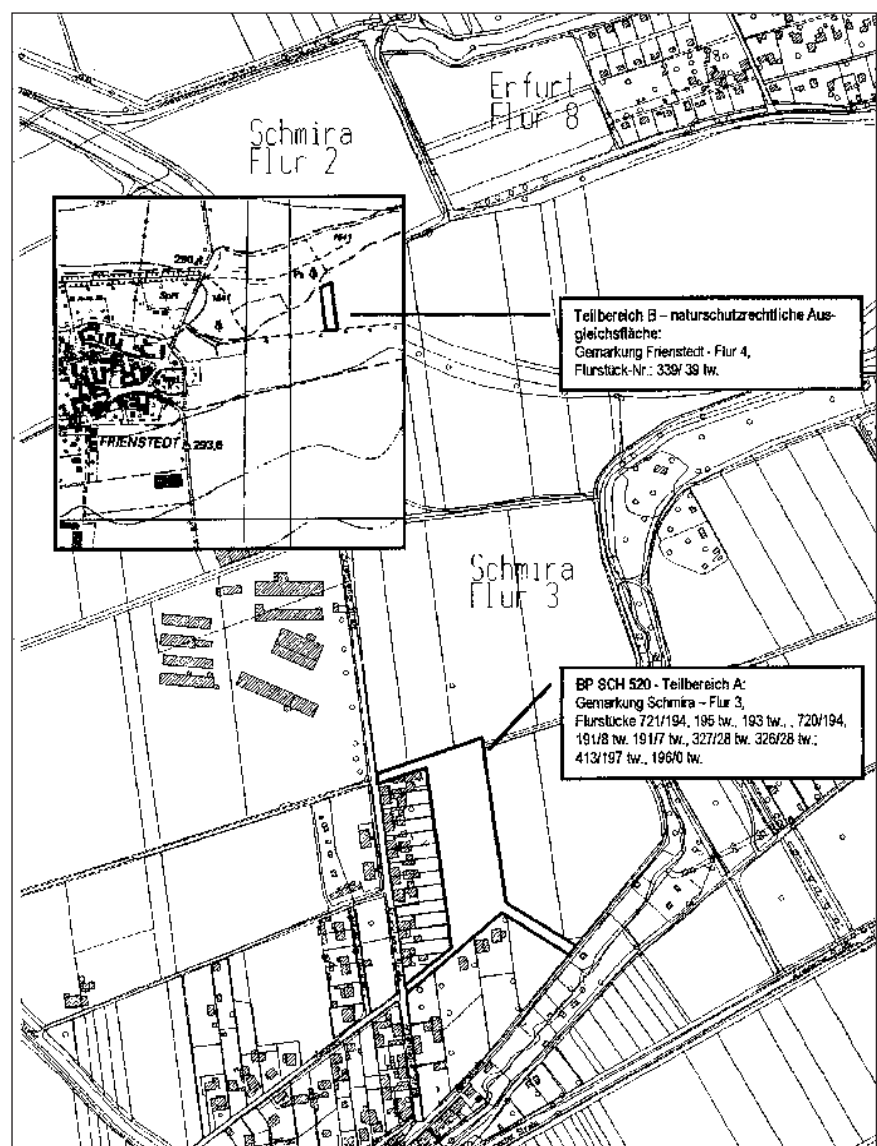 Erfurt
Flur 8
Schmira
Flur 2
Teilbereich B – naturschutzrechtliche Aus-
gleichsfläche:
Gemarkung Frienstedt - Flur 4,
Flurstück-Nr.: 339/ 39 tw.
FRIENSTEDT
293,6
Schmira
Flur 3
BP SCH 520 - Teilbereich A:
Gemarkung Schmira – Flur 3,
Flurstücke 721/194, 195 tw., 193 tw., , 720/194,
191/8 tw. 191/7 tw., 327/28 tw. 326/28 tw.;
413/197 tw., 196/0 tw.